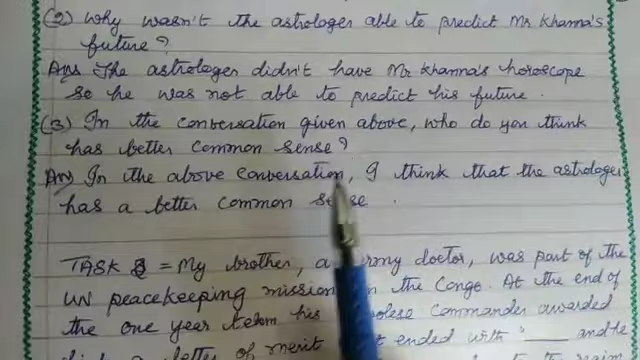 (2) Why wasn't the astrologer able to predict Mr Khanna's
future?
Ans The astrologer didn't have Mr Khanna's horoscope
so he was not able to predict his future.
(3) In the conversation given above, who do you think
has better common sense?
Ans In the above conversation, I think that the astrologer
has a better common
TASK = My brother, a doctor, was part of the
UN peacekeeping the Congo. At the end
of the one year his commander awarded
a letter of merit ended with "____ and the